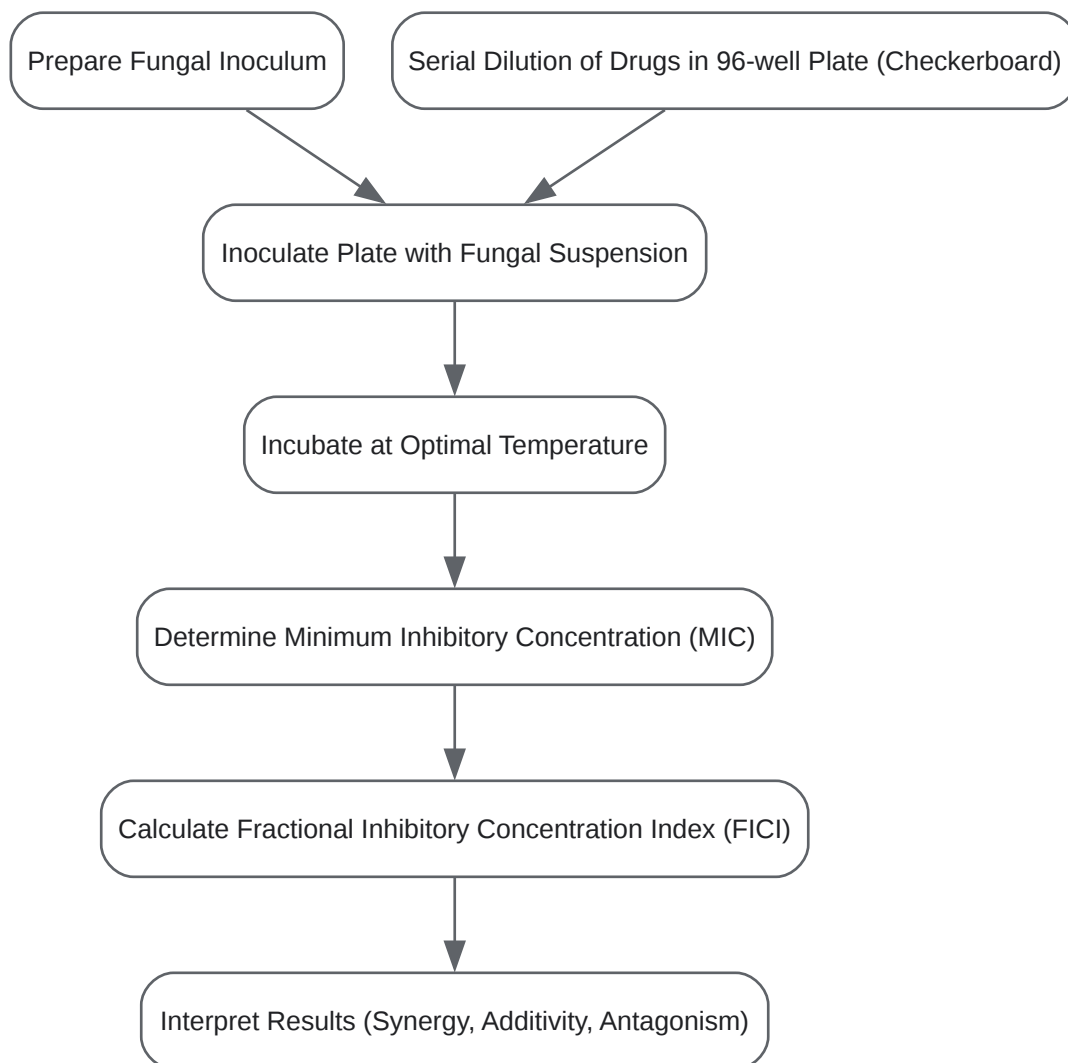 Prepare Fungal Inoculum
Serial Dilution of Drugs in 96-well Plate (Checkerboard)
Inoculate Plate with Fungal Suspension
Incubate at Optimal Temperature
Determine Minimum Inhibitory Concentration (MIC)
Calculate Fractional Inhibitory Concentration Index (FICI)
Interpret Results (Synergy, Additivity, Antagonism)